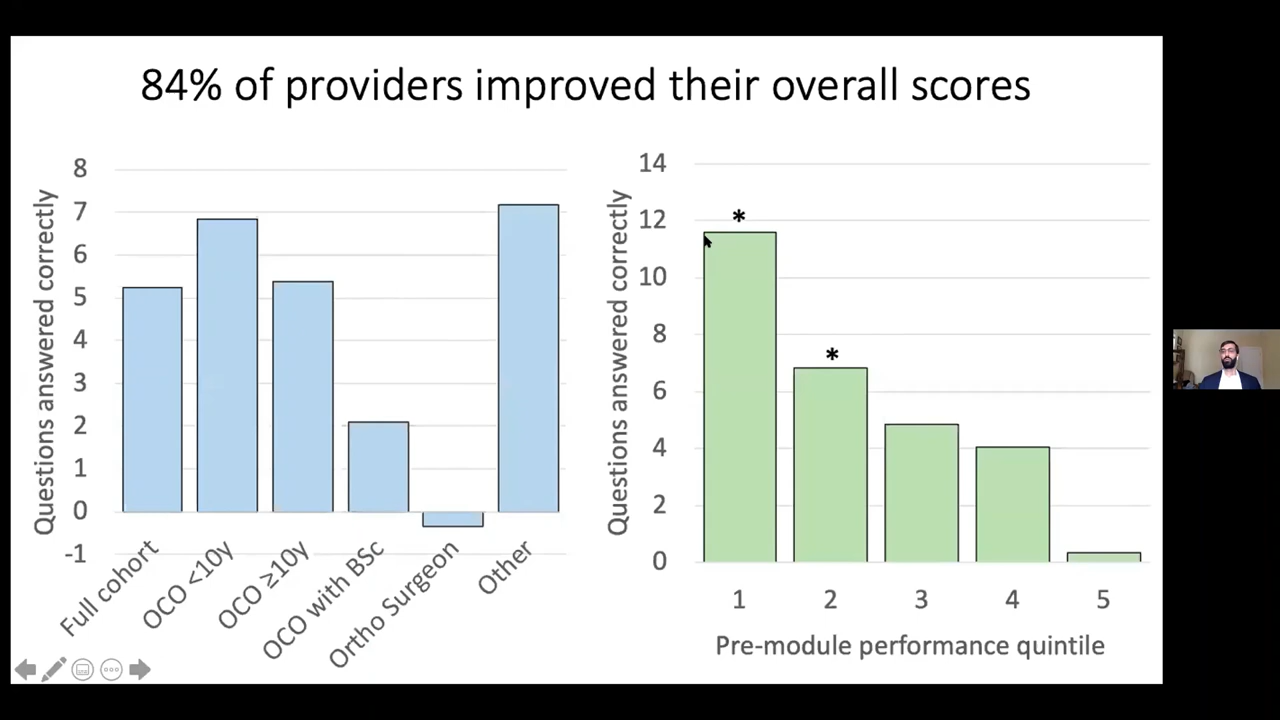 84% of providers improved their overall scores
Questions answered correctly
8
7
6
5
4
3
2
1
0
-1
Full cohort
OCO <10y
OCO ≥10y
OCO with BSc
Ortho Surgeon
Other
Questions answered correctly
14
12
10
8
6
4
2
0
*
*
1
2
3
4
5
Pre-module performance quintile